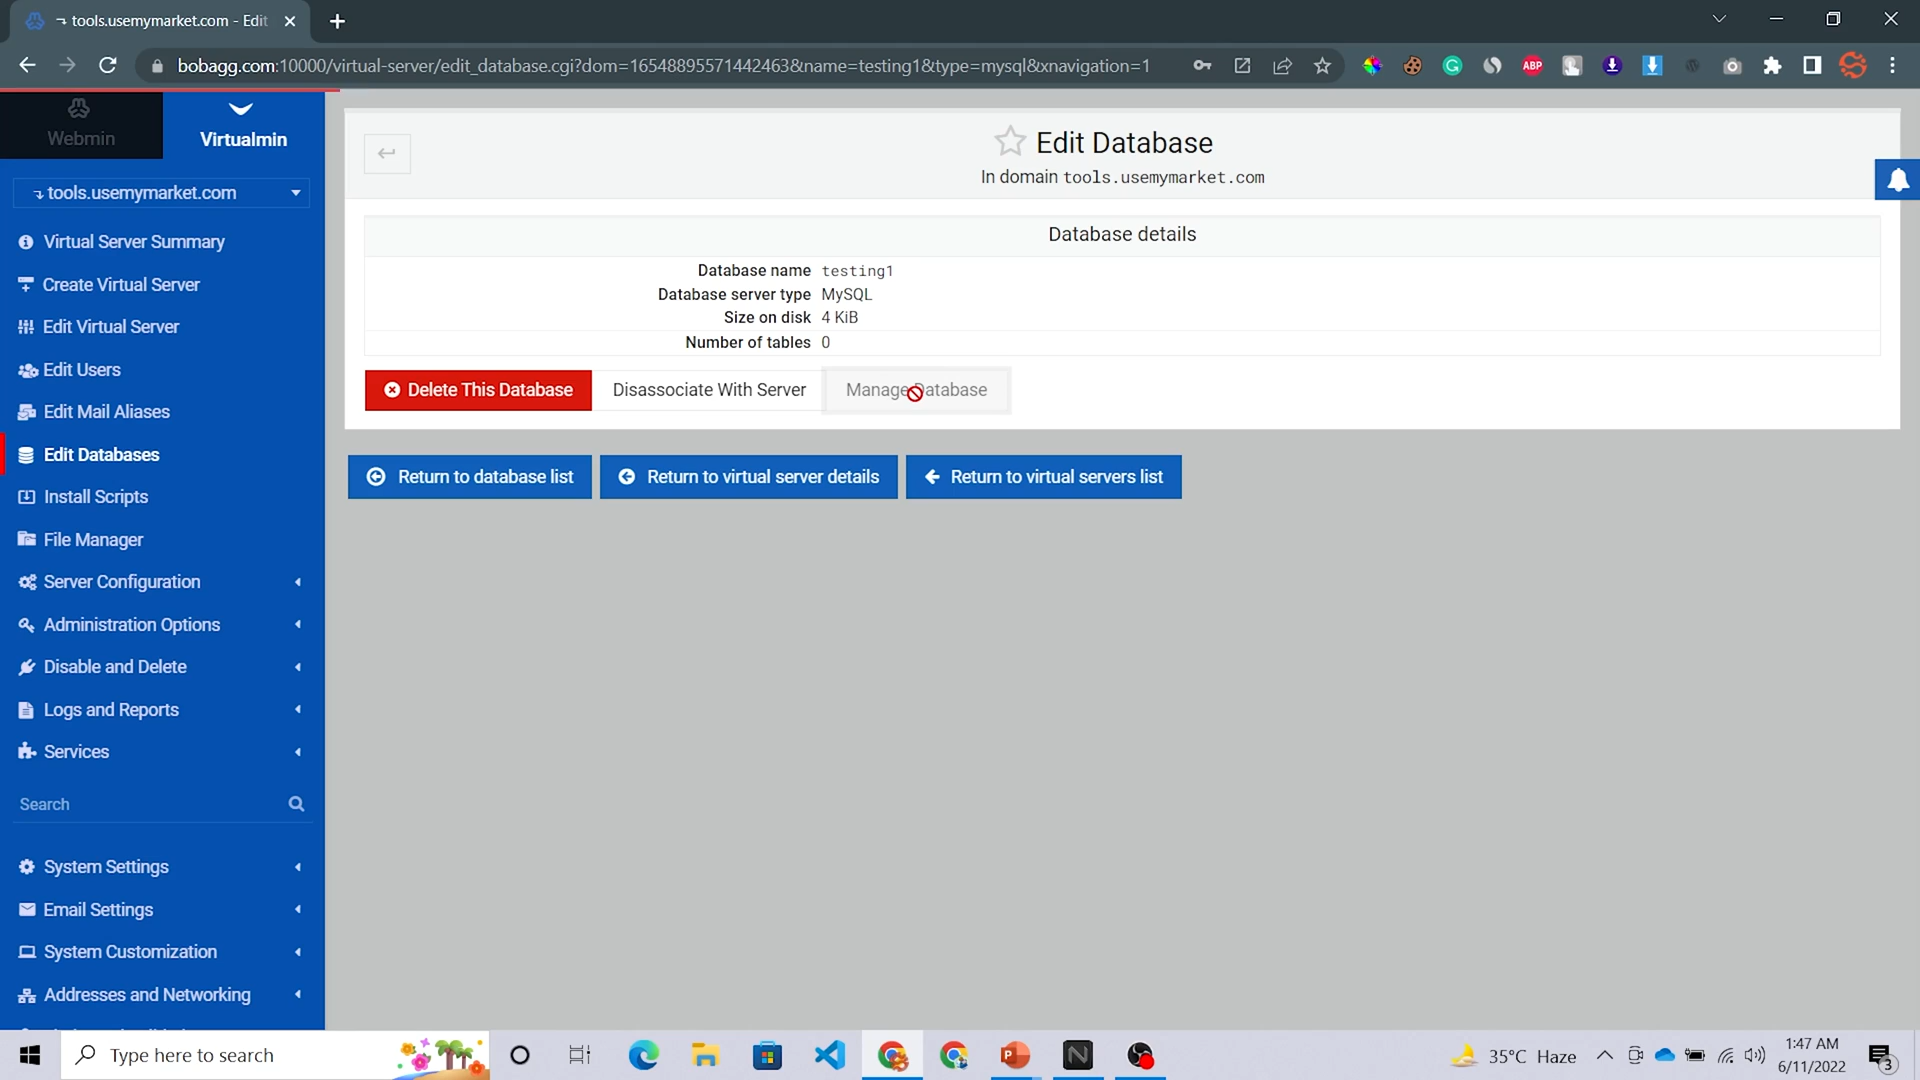 tools.usemymarket.com - Edit
bobagg.com:10000/virtual-server/edit_database.cgi?dom=16548895571442463&name=testing1&type=mysql&xnavigation=1
ABP
Webmin
Virtualmin
tools.usemymarket.com
Virtual Server Summary
Create Virtual Server
Edit Virtual Server
Edit Users
Edit Mail Aliases
Edit Databases
Install Scripts
File Manager
Server Configuration
Administration Options
Disable and Delete
Logs and Reports
Services
Search
System Settings
Email Settings
System Customization
Addresses and Networking
Edit Database
In domain tools.usemymarket.com
Database details
Database name testing1
Database server type MySQL
Size on disk 4 KiB
Number of tables 0
Delete This Database
Disassociate With Server
Manage Database
Return to database list
Return to virtual server details
Return to virtual servers list
Type here to search
35°C Haze
1:47 AM
6/11/2022
3